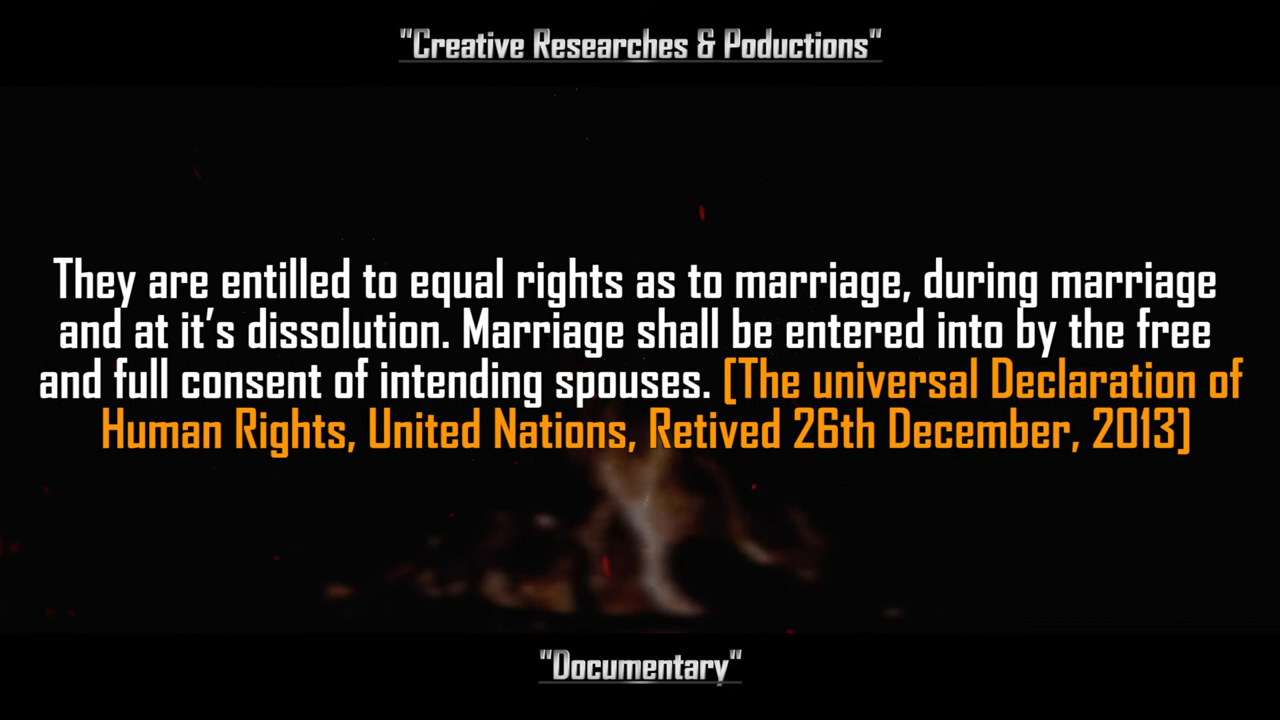 "Creative Researches & Poductions"
They are entilled to equal rights as to marriage, during marriage
and at it's dissolution. Marriage shall be entered into by the free
and full consent of intending spouses. [The universal Declaration of
Human Rights, United Nations, Retived 26th December, 2013]
"Documentary"